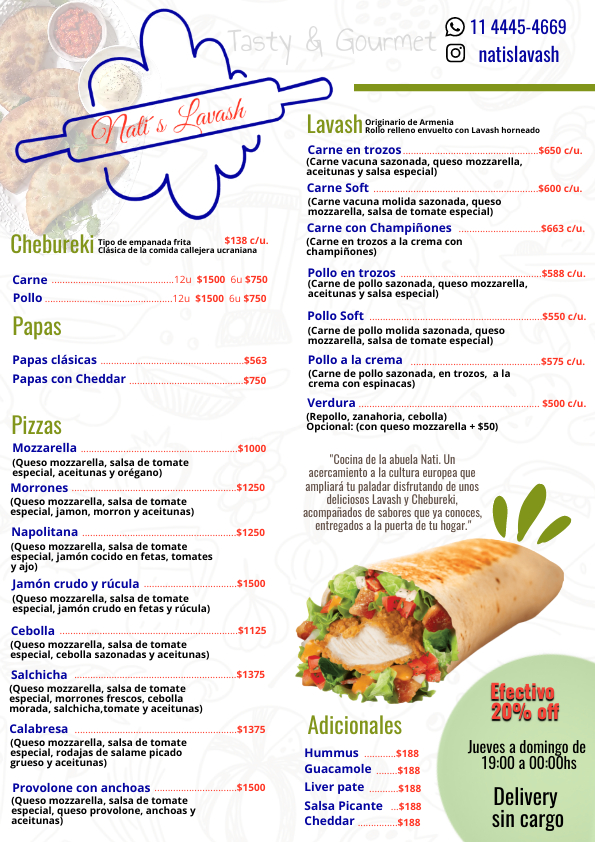 Tasty & Gourmet
11 4445-4669
natislavash
Nati´s Lavash
Chebureki Tipo de empanada frita $138 c/u.
Clásica de la comida callejera ucraniana
Carne ........................................12u $1500 6u $750
Pollo ..........................................12u $1500 6u $750
Papas
Papas clásicas ...............................................$563
Papas con Cheddar ......................................$750
Pizzas
Mozzarella ....................................................$1000
(Queso mozzarella, salsa de tomate
especial, aceitunas y orégano)
Morrones ......................................................$1250
(Queso mozzarella, salsa de tomate
especial, jamon, morron y aceitunas)
Napolitana ...................................................$1250
(Queso mozzarella, salsa de tomate
especial, jamón cocido en fetas, tomates
y ajo)
Jamón crudo y rúcula ...............................$1500
(Queso mozzarella, salsa de tomate
especial, jamón crudo en fetas y rúcula)
Cebolla ...........................................................$1125
(Queso mozzarella, salsa de tomate
especial, cebolla sazonadas y aceitunas)
Salchicha ......................................................$1375
(Queso mozzarella, salsa de tomate
especial, morrones frescos, cebolla
morada, salchicha,tomate y aceitunas)
Calabresa ......................................................$1375
(Queso mozzarella, salsa de tomate
especial, rodajas de salame picado
grueso y aceitunas)
Provolone con anchoas ...........................$1500
(Queso mozzarella, salsa de tomate
especial, queso provolone, anchoas y
aceitunas)
Lavash Originario de Armenia
Rollo relleno envuelto con Lavash horneado
Carne en trozos .............................................$650 c/u.
(Carne vacuna sazonada, queso mozzarella,
aceitunas y salsa especial)
Carne Soft .......................................................$600 c/u.
(Carne vacuna molida sazonada, queso
mozzarella, salsa de tomate especial)
Carne con Champiñones ...........................$663 c/u.
(Carne en trozos a la crema con
champiñones)
Pollo en trozos ..............................................$588 c/u.
(Carne de pollo sazonada, queso mozzarella,
aceitunas y salsa especial)
Pollo Soft .........................................................$550 c/u.
(Carne de pollo molida sazonada, queso
mozzarella, salsa de tomate especial)
Pollo a la crema ...........................................$575 c/u.
(Carne de pollo sazonada, en trozos, a la
crema con espinacas)
Verdura ............................................................ $500 c/u.
(Repollo, zanahoria, cebolla)
Opcional: (con queso mozzarella + $50)
"Cocina de la abuela Nati. Un
acercamiento a la cultura europea que
ampliará tu paladar disfrutando de unos
deliciosos Lavash y Chebureki,
acompañados de sabores que ya conoces,
entregados a la puerta de tu hogar."
Adicionales
Hummus ...........$188
Guacamole .......$188
Liver pate .........$188
Salsa Picante ...$188
Cheddar .............$188
Efectivo
20% off
Jueves a domingo de
19:00 a 00:00hs
Delivery
sin cargo